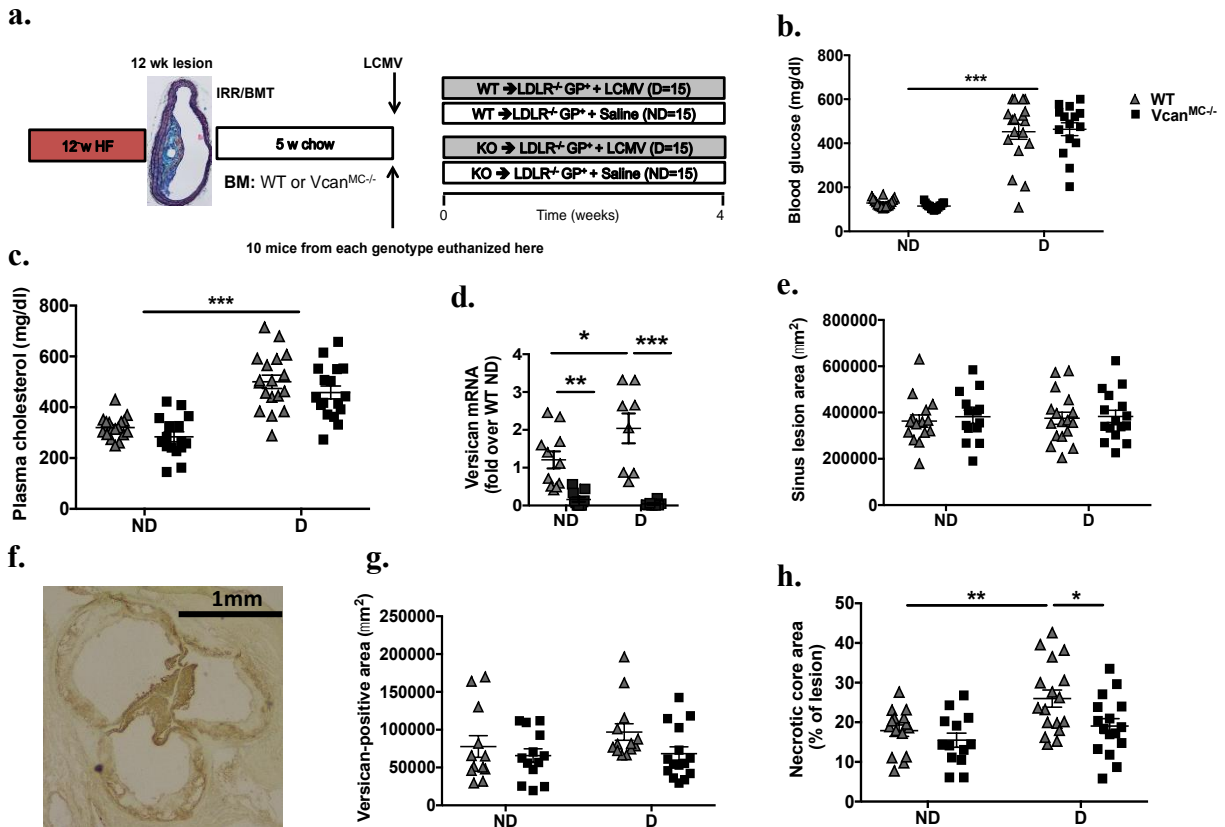 a.
12 wk lesion
LCMV
IRR/BMT
12-w HF
5 w chow
BM: WT or Vcan^MC-/-
WT ➔LDLR-/- GP+ + LCMV (D=15)
WT ➔LDLR-/- GP+ + Saline (ND=15)
KO ➔ LDLR-/- GP+ + LCMV (D=15)
KO ➔ LDLR-/- GP+ + Saline (ND=15)
0
Time (weeks)
4
10 mice from each genotype euthanized here
b.
Blood glucose (mg/dl)
800
600
400
200
0
***
ND
D
WT
Vcan^MC-/-
c.
Plasma cholesterol (mg/dl)
800
600
400
200
0
***
ND
D
d.
Versican mRNA
(fold over WT ND)
4
3
2
1
0
*
***
**
ND
D
e.
Sinus lesion area (mm²)
800000
600000
400000
200000
0
ND
D
f.
1mm
g.
Versican-positive area (mm²)
250000
200000
150000
100000
50000
0
ND
D
h.
Necrotic core area
(% of lesion)
50
40
30
20
10
0
**
*
ND
D